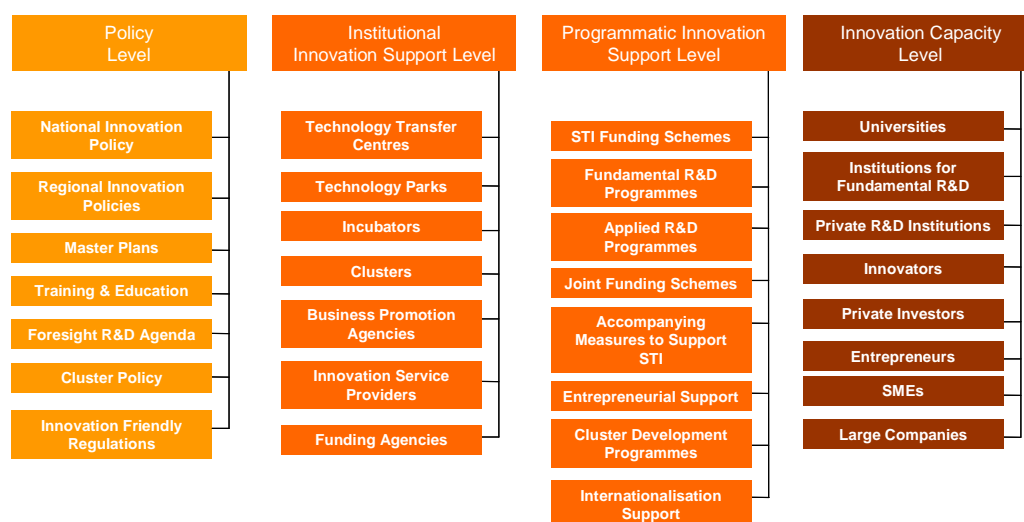 Policy
Level
National Innovation
Policy
Regional Innovation
Policies
Master Plans
Training & Education
Foresight R&D Agenda
Cluster Policy
Innovation Friendly
Regulations
Institutional
Innovation Support Level
Technology Transfer
Centres
Technology Parks
Incubators
Clusters
Business Promotion
Agencies
Innovation Service
Providers
Funding Agencies
Programmatic Innovation
Support Level
STI Funding Schemes
Fundamental R&D
Programmes
Applied R&D
Programmes
Joint Funding Schemes
Accompanying
Measures to Support
STI
Entrepreneurial Support
Cluster Development
Programmes
Internationalisation
Support
Innovation Capacity
Level
Universities
Institutions for
Fundamental R&D
Private R&D Institutions
Innovators
Private Investors
Entrepreneurs
SMEs
Large Companies